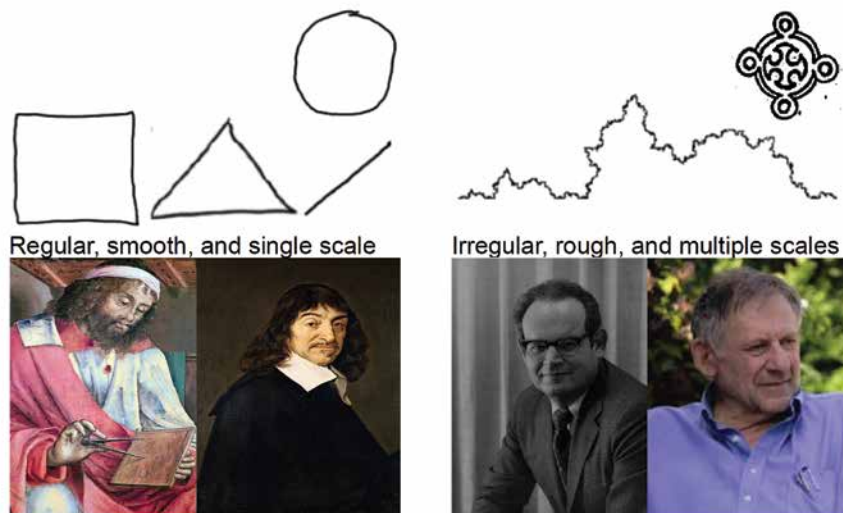 Regular, smooth, and single scale
Irregular, rough, and multiple scales